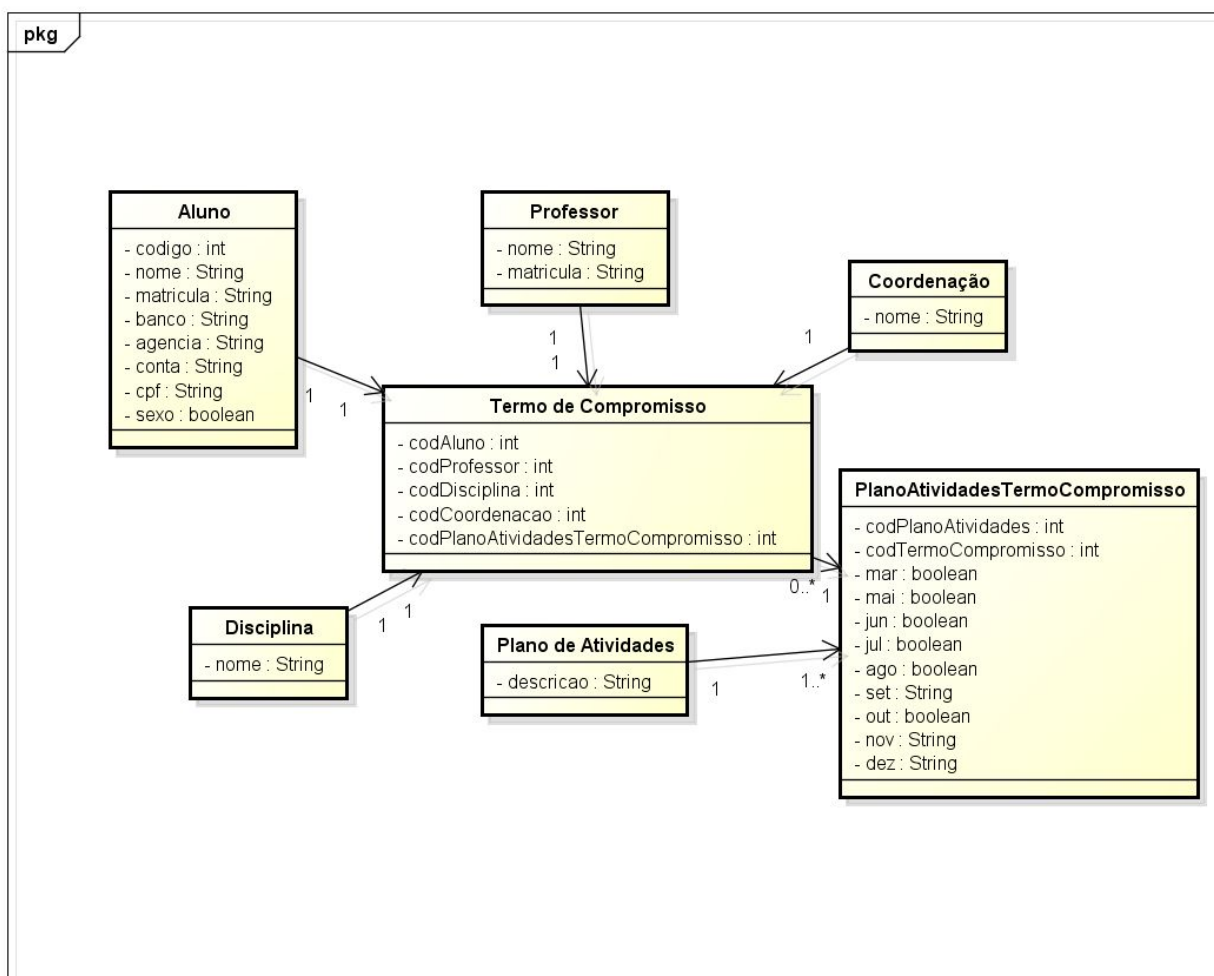 pkg
Aluno
- codigo : int
- nome : String
- matricula : String
- banco : String
- agencia : String
- conta : String
- cpf : String
- sexo : boolean
Professor
- nome : String
- matricula : String
Coordenação
- nome : String
1
1
1
1
1
Termo de Compromisso
- codAluno : int
- codProfessor : int
- codDisciplina : int
- codCoordenacao : int
- codPlanoAtividadesTermoCompromisso : int
PlanoAtividadesTermoCompromisso
- codPlanoAtividades : int
- codTermoCompromisso : int
- mar : boolean
- mai : boolean
- jun : boolean
- jul : boolean
- ago : boolean
- set : String
- out : boolean
- nov : String
- dez : String
0..*
1
Disciplina
- nome : String
1
1
Plano de Atividades
- descricao : String
1
1..*